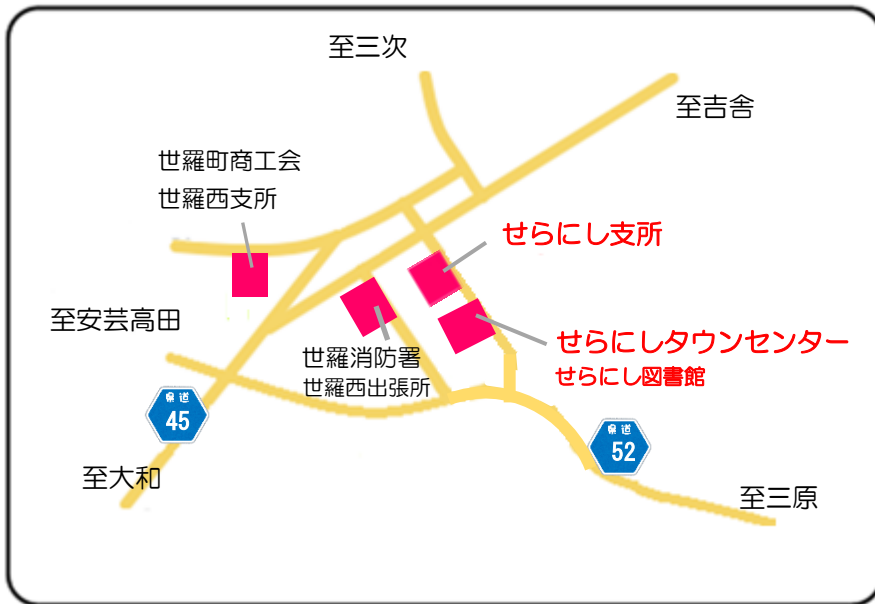 至三次
至吉舎
世羅町商工会
世羅西支所
せらにし支所
至安芸高田
せらにしタウンセンター
せらにし図書館
世羅消防署
世羅西出張所
県道
45
県道
52
至大和
至三原